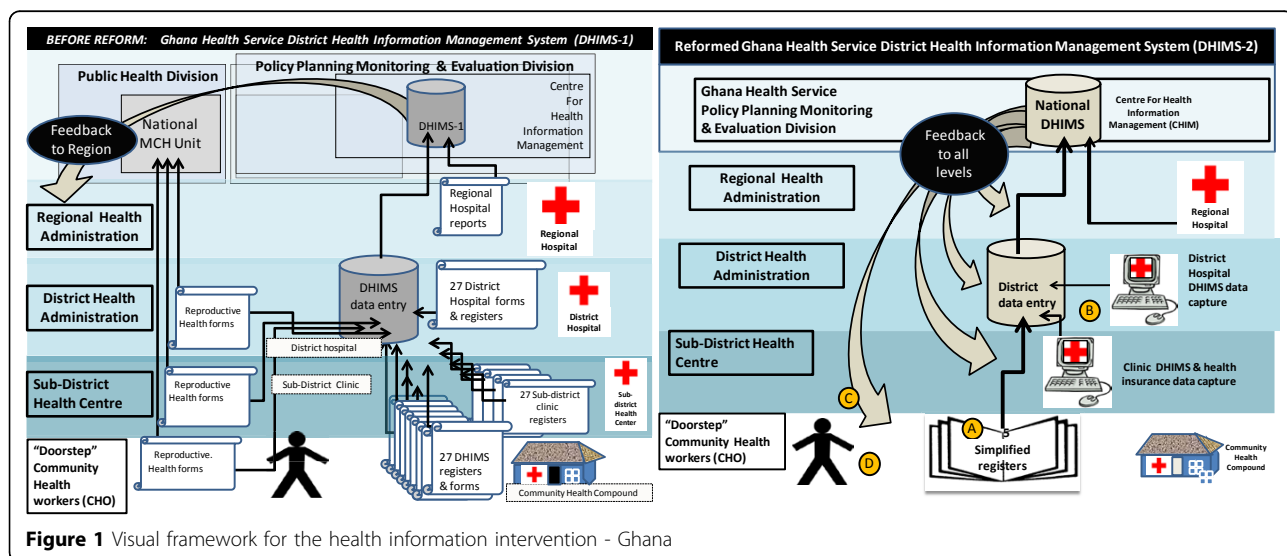 BEFORE REFORM: Ghana Health Service District Health Information Management System (DHIMS-1)
Public Health Division
Policy Planning Monitoring & Evaluation Division
Centre
For
Health
Information
Management
DHIMS-1
National
MCH Unit
Feedback
to Region
Regional Health
Administration
Regional
Hospital
reports
Regional
Hospital
District Health
Administration
Reproductive
Health forms
DHIMS
data entry
27 District
Hospital forms
& registers
District
Hospital
District hospital
Sub-District
Health Centre
Reproductive
Health forms
Sub-District Clinic
27 Sub-district
clinic
registers
Sub-
district
Health
Center
"Doorstep"
Community
Health
workers (CHO)
Reproductive.
Health forms
27 DHIMS
registers
& forms
Community Health Compound
Reformed Ghana Health Service District Health Information Management System (DHIMS-2)
Ghana Health Service
Policy Planning Monitoring
& Evaluation Division
National
DHIMS
Centre For Health
Information
Management (CHIM)
Feedback
to all
levels
Regional Health
Administration
Regional
Hospital
District Health
Administration
District
data entry
B
District
Hospital
DHIMS data
capture
Sub-District Health
Centre
Clinic DHIMS & health
insurance data capture
C
"Doorstep"
Community Health
workers (CHO)
D
A
Simplified
registers
Community
Health
Compound
Figure 1 Visual framework for the health information intervention - Ghana